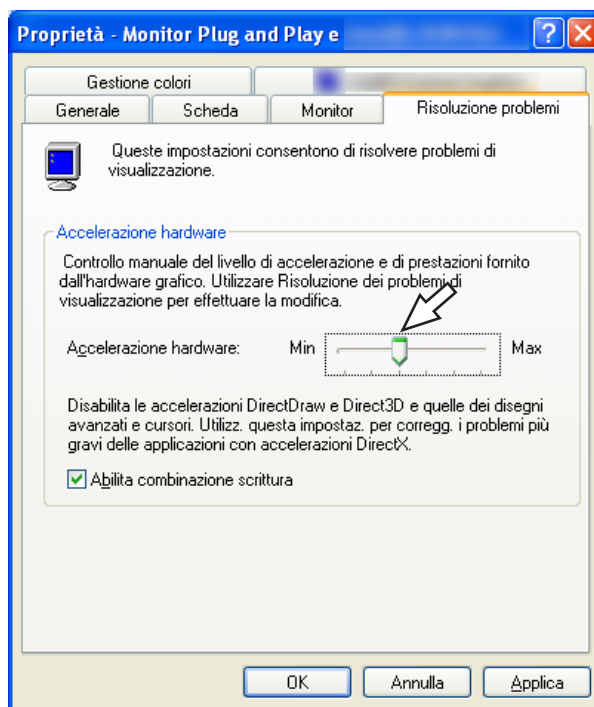 Proprietà - Monitor Plug and Play e
Gestione colori
Generale
Scheda
Monitor
Risoluzione problemi
Queste impostazioni consentono di risolvere problemi di
visualizzazione.
Accelerazione hardware
Controllo manuale del livello di accelerazione e di prestazioni fornito
dall'hardware grafico. Utilizzare Risoluzione dei problemi di
visualizzazione per effettuare la modifica.
Accelerazione hardware: Min Max
Disabilita le accelerazioni DirectDraw e Direct3D e quelle dei disegni
avanzati e cursori. Utilizz. questa impostaz. per corregg. i problemi più
gravi delle applicazioni con accelerazioni DirectX.
Abilita combinazione scrittura
OK
Annulla
Applica